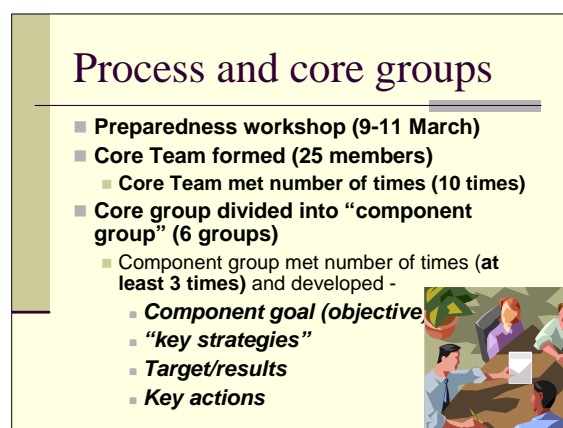 Process and core groups
Preparedness workshop (9-11 March)
Core Team formed (25 members)
Core Team met number of times (10 times)
Core group divided into “component
group” (6 groups)
Component group met number of times (at
least 3 times) and developed -
Component goal (objective)
“key strategies”
Target/results
Key actions